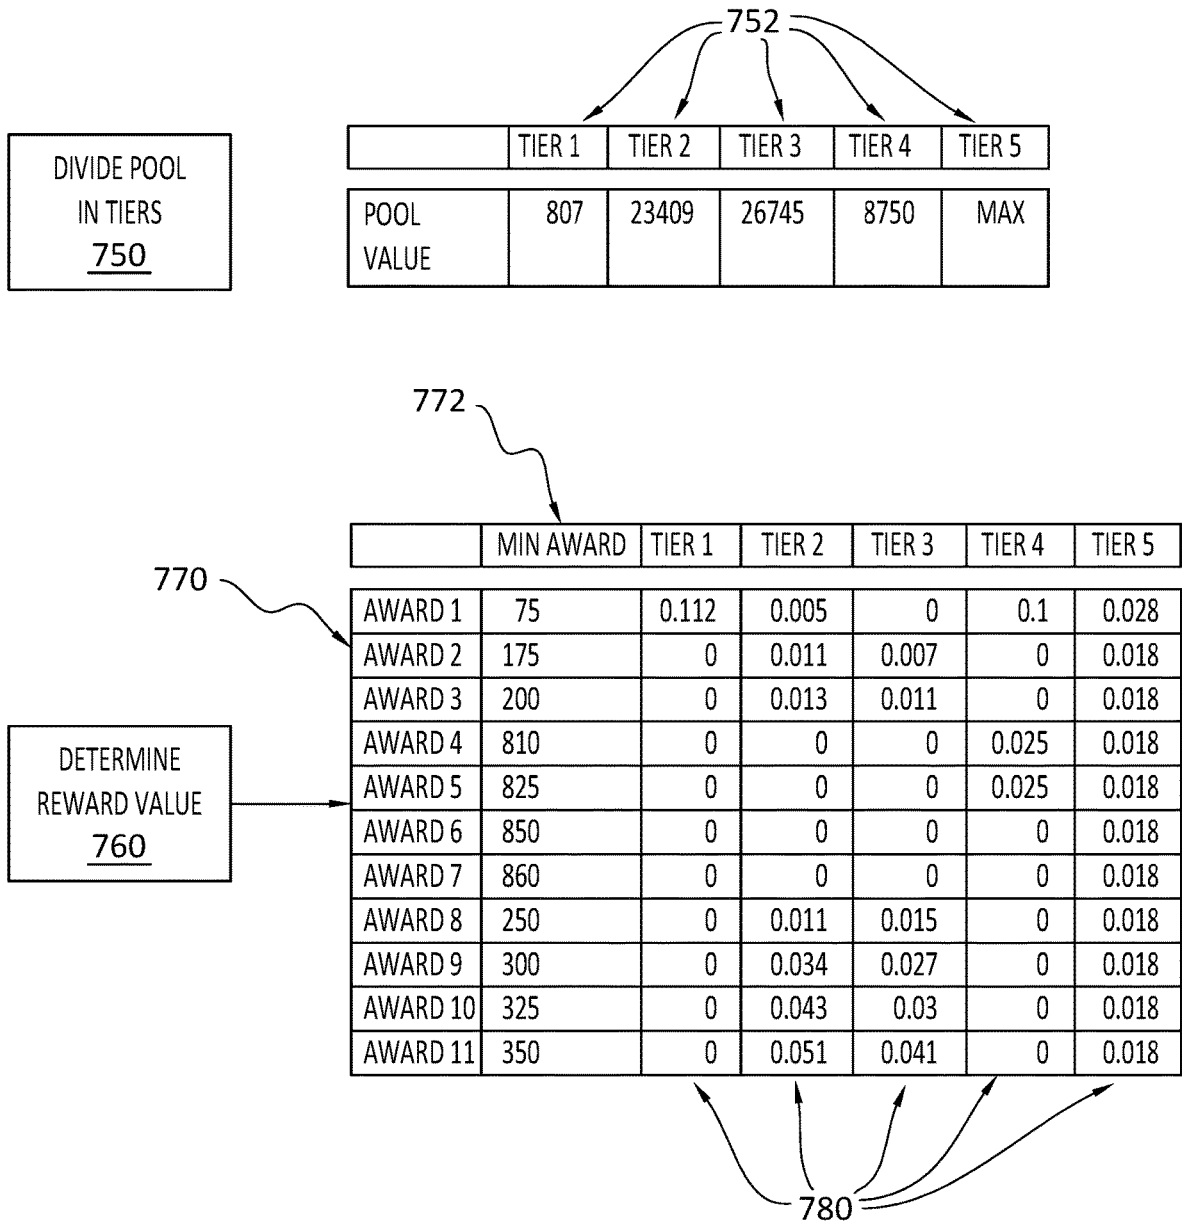 752
DIVIDE POOL
IN TIERS
750
TIER 1 TIER 2 TIER 3 TIER 4 TIER 5
POOL VALUE 807 23409 26745 8750 MAX
772
770
MIN AWARD TIER 1 TIER 2 TIER 3 TIER 4 TIER 5
AWARD 1 75 0.112 0.005 0 0.1 0.028
AWARD 2 175 0 0.011 0.007 0 0.018
AWARD 3 200 0 0.013 0.011 0 0.018
AWARD 4 810 0 0 0 0.025 0.018
AWARD 5 825 0 0 0 0.025 0.018
AWARD 6 850 0 0 0 0 0.018
AWARD 7 860 0 0 0 0 0.018
AWARD 8 250 0 0.011 0.015 0 0.018
AWARD 9 300 0 0.034 0.027 0 0.018
AWARD 10 325 0 0.043 0.03 0 0.018
AWARD 11 350 0 0.051 0.041 0 0.018
DETERMINE
REWARD VALUE
760
780